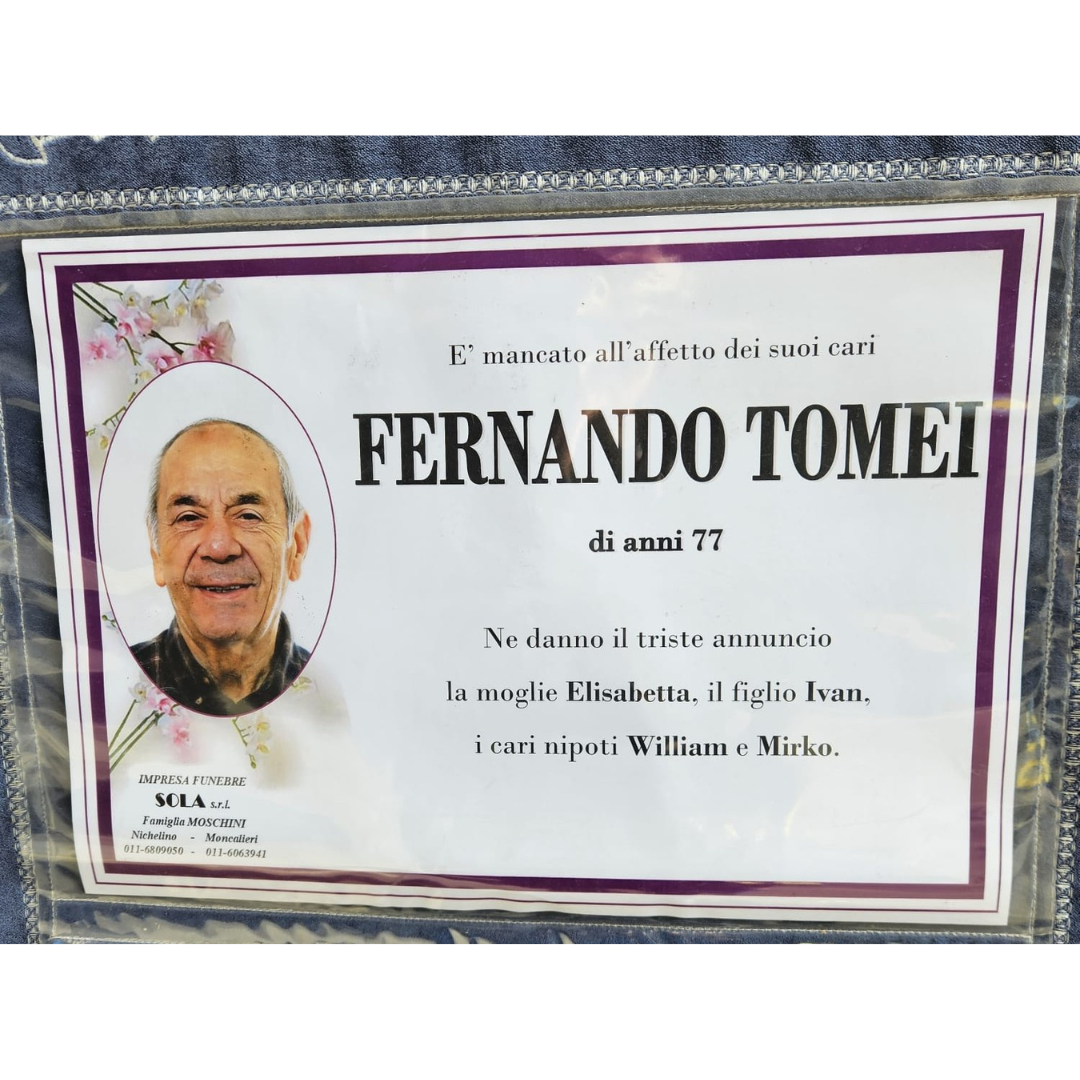 E' mancato all'affetto dei suoi cari
FERNANDO TOMEI
di anni 77
Ne danno il triste annuncio
la moglie Elisabetta, il figlio Ivan,
i cari nipoti William e Mirko.
IMPRESA FUNEBRE
SOLA s.r.l.
Famiglia MOSCHINI
Nichelino - Moncalieri
011-6809050 - 011-6063941